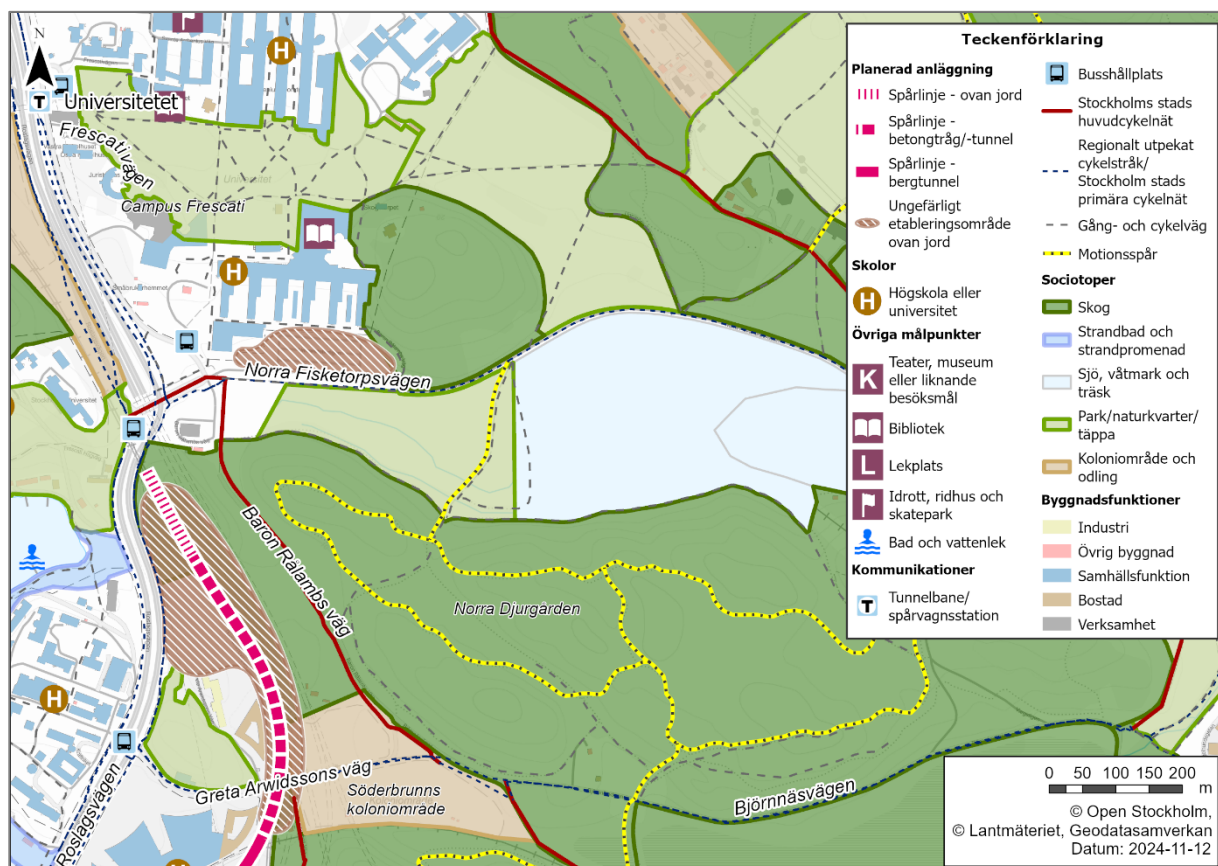 N
T
Universitetet
Frescativägen
Campus Frescati
Universitetet
H
H
Norra Fisketorpsvägen
Baron Rålambs väg
Norra Djurgården
H
Greta Arwidssons väg
Söderbrunns
koloniområde
Roslagsvägen
Björnnäsvägen
H
Teckenförklaring
Planerad anläggning
Spårlinje - ovan jord
Spårlinje -
betongtråg/-tunnel
Spårlinje -
bergtunnel
Ungefärligt
etableringsområde
ovan jord
Skolor
H
Högskola eller
universitet
Övriga målpunkter
K
Teater, museum
eller liknande
besöksmål
Bibliotek
L
Lekplats
Idrott, ridhus och
skatepark
Bad och vattenlek
Kommunikationer
T
Tunnelbane/
spårvagnsstation
Busshållplats
Stockholms stads
huvudcykelnät
Regionalt utpekat
cykelstråk/
Stockholm stads
primära cykelnät
Gång- och cykelväg
Motionsspår
Sociotoper
Skog
Strandbad och
strandpromenad
Sjö, våtmark och
träsk
Park/naturkvarter/
täppa
Koloniområde och
odling
Byggnadsfunktioner
Industri
Övrig byggnad
Samhällsfunktion
Bostad
Verksamhet
0 50 100 150 200
m
© Open Stockholm,
© Lantmäteriet, Geodatasamverkan
Datum: 2024-11-12